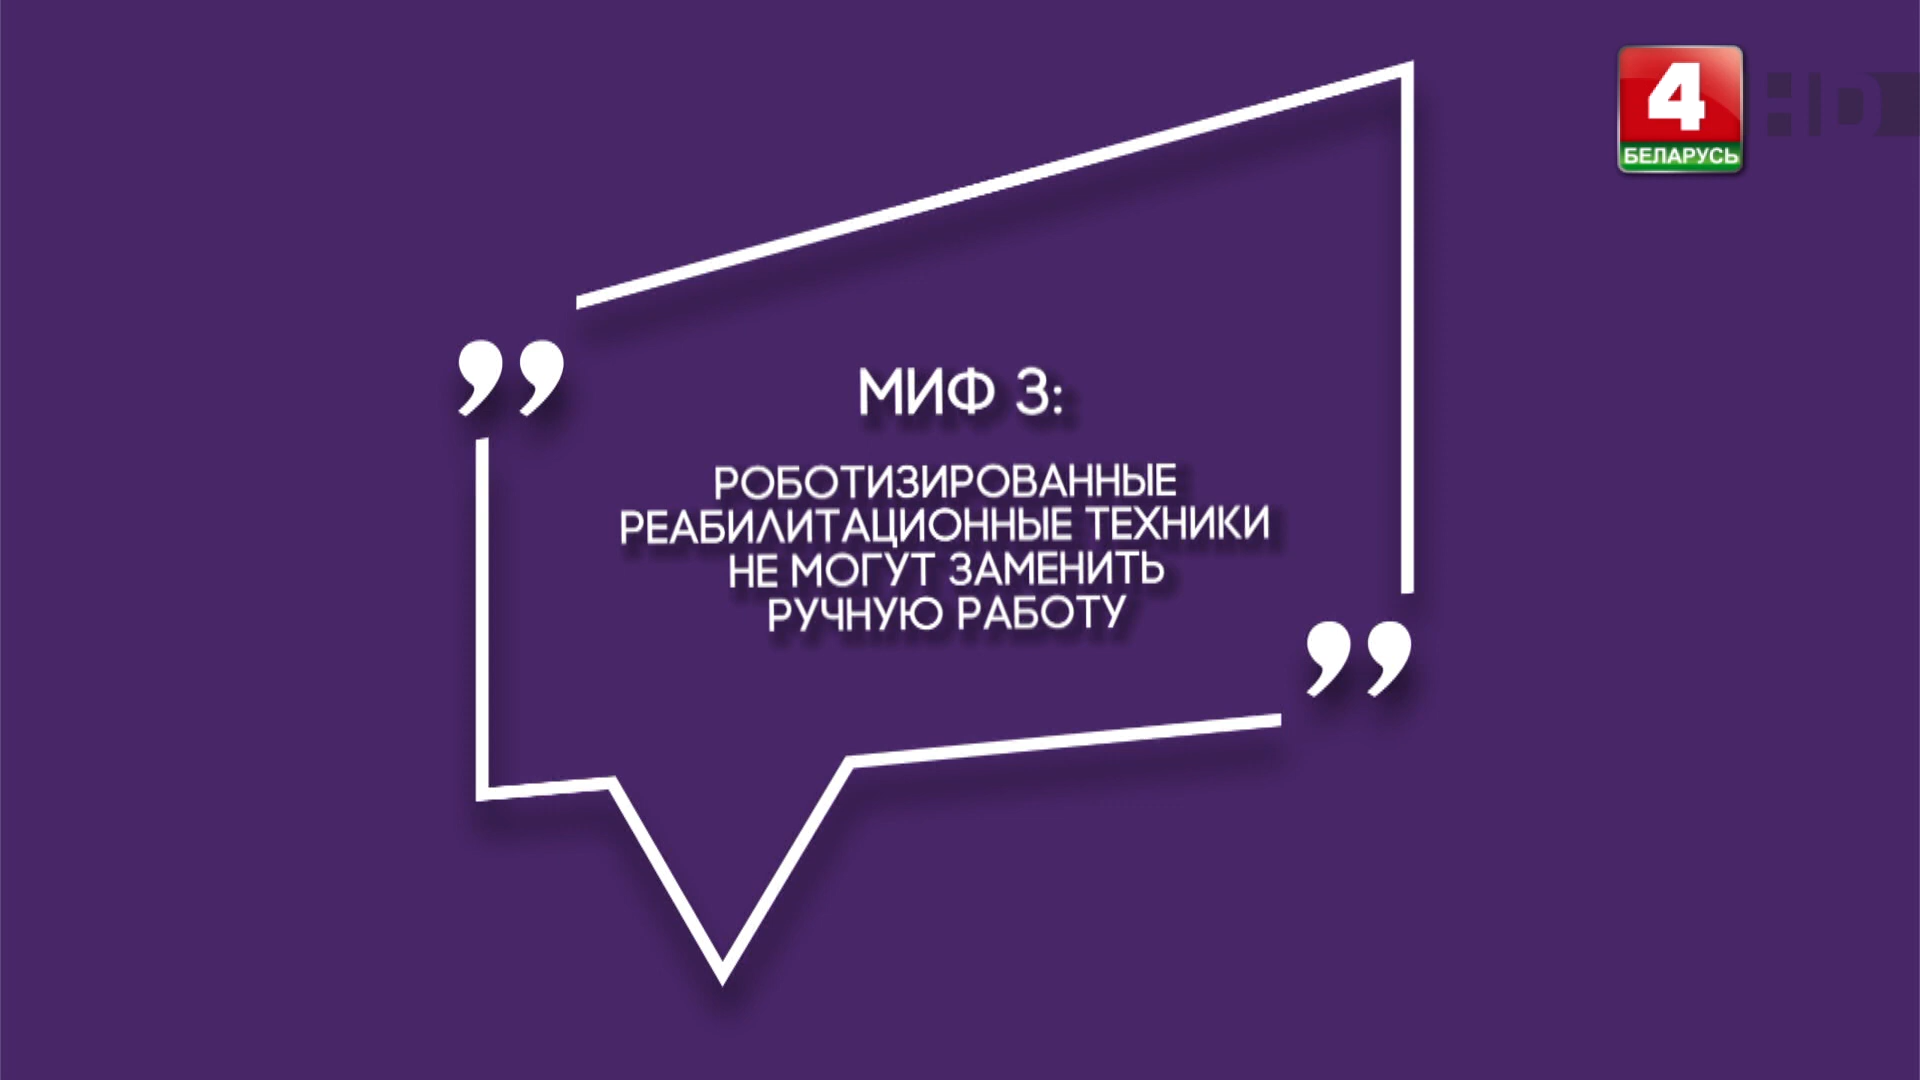 4
HD
БЕЛАРУСЬ
МИФ 3:
РОБОТИЗИРОВАННЫЕ
РЕАБИЛИТАЦИОННЫЕ ТЕХНИКИ
НЕ МОГУТ ЗАМЕНИТЬ
РУЧНУЮ РАБОТУ